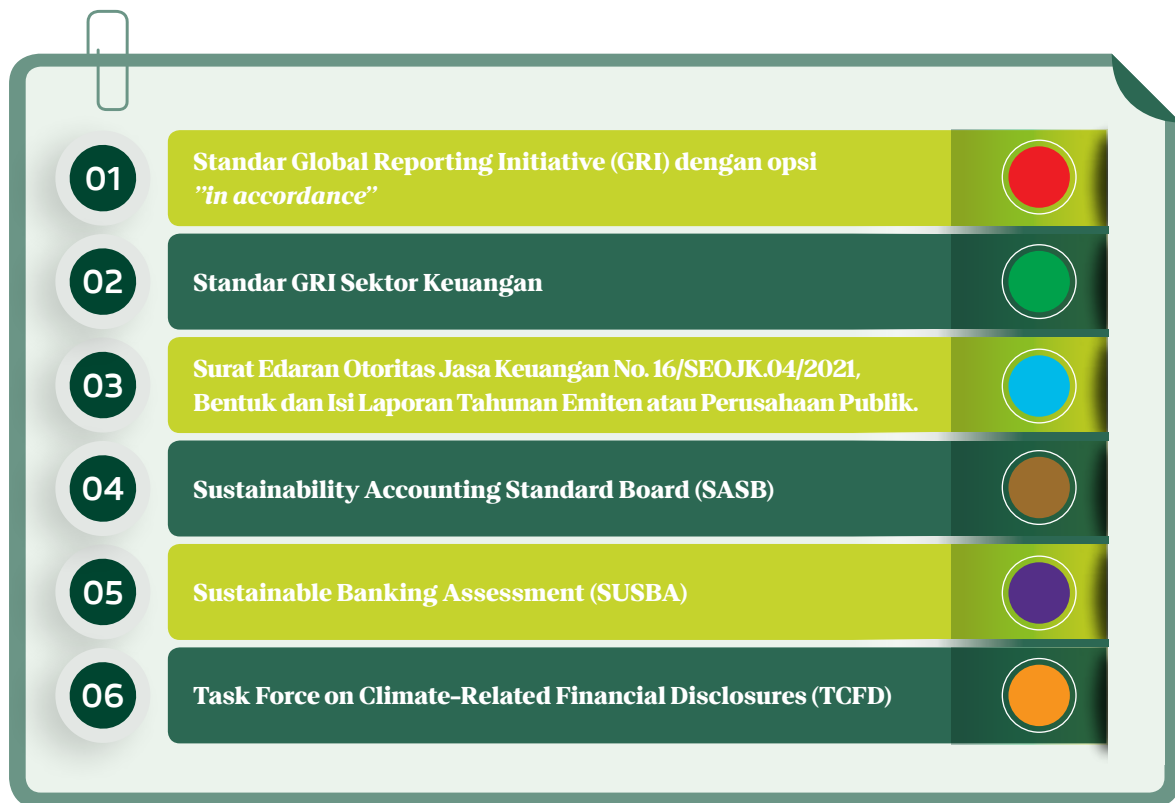 01
Standar Global Reporting Initiative (GRI) dengan opsi
”in accordance”
02
Standar GRI Sektor Keuangan
03
Surat Edaran Otoritas Jasa Keuangan No. 16/SEOJK.04/2021,
Bentuk dan Isi Laporan Tahunan Emiten atau Perusahaan Publik.
04
Sustainability Accounting Standard Board (SASB)
05
Sustainable Banking Assessment (SUSBA)
06
Task Force on Climate-Related Financial Disclosures (TCFD)